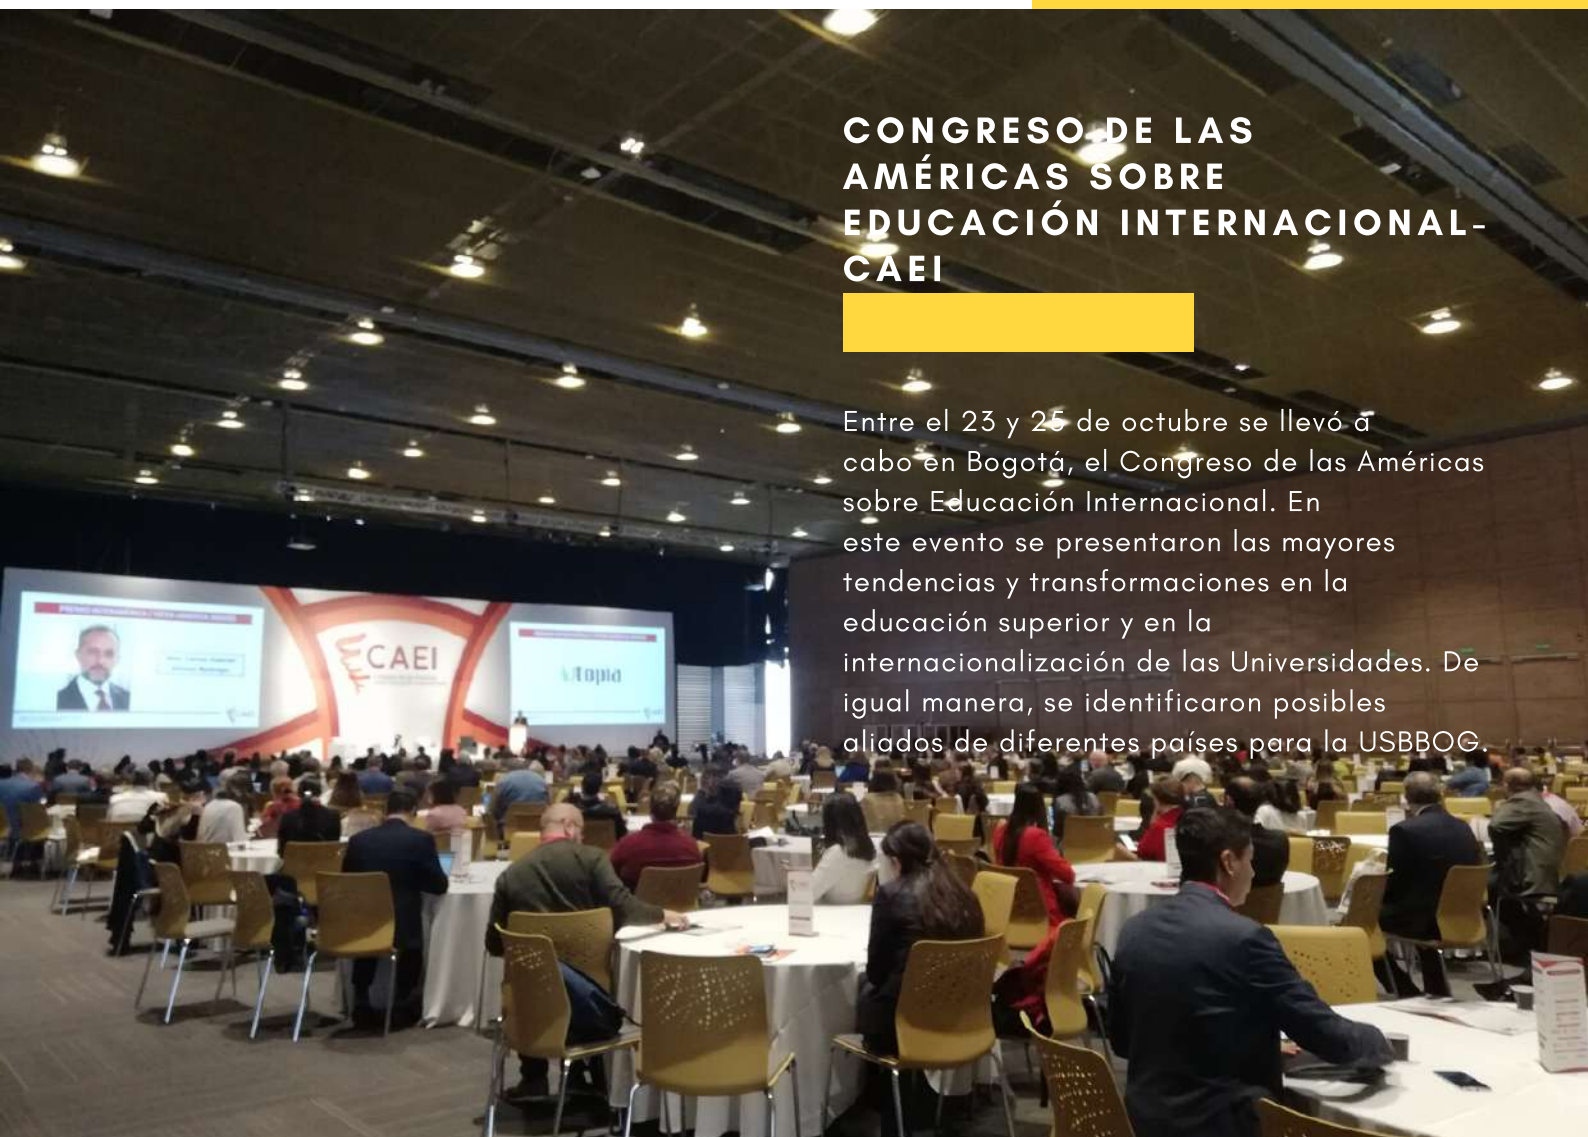 CONGRESO DE LAS
AMÉRICAS SOBRE
EDUCACIÓN INTERNACIONAL-
CAEI
Entre el 23 y 25 de octubre se llevó a
cabo en Bogotá, el Congreso de las Américas
sobre Educación Internacional. En
este evento se presentaron las mayores
tendencias y transformaciones en la
educación superior y en la
internacionalización de las Universidades. De
igual manera, se identificaron posibles
aliados de diferentes países para la USBBOG.
CAEI
Utopia